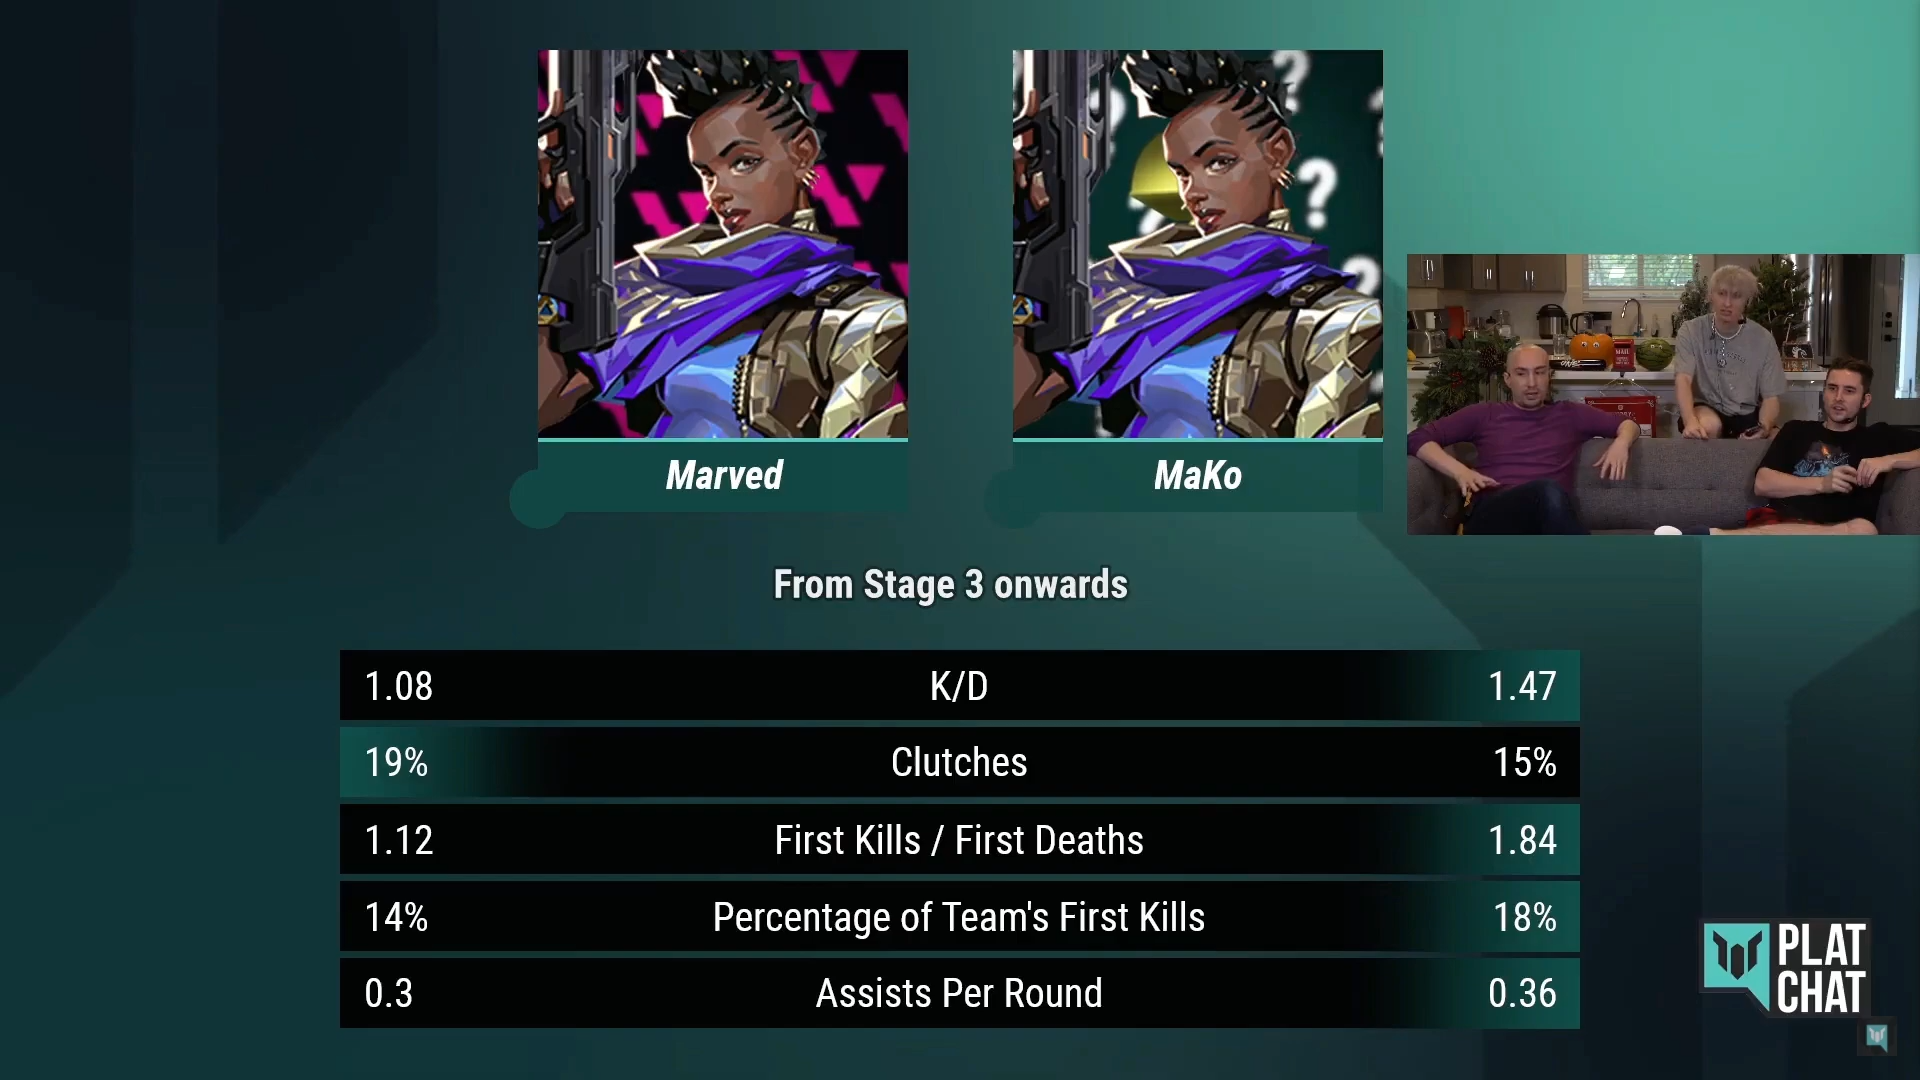 Marved
MaKo
From Stage 3 onwards
1.08 K/D 1.47
19% Clutches 15%
1.12 First Kills / First Deaths 1.84
14% Percentage of Team's First Kills 18%
0.3 Assists Per Round 0.36
PLAT
CHAT